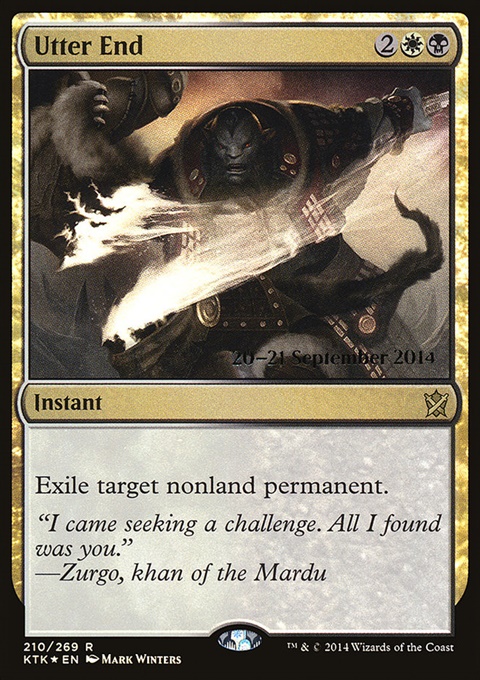 Utter End 2
20–21 September 2014
Instant
Exile target nonland permanent.
“I came seeking a challenge. All I found
was you.”
—Zurgo, khan of the Mardu
210/269 R
KTK★EN Mark Winters
™ & © 2014 Wizards of the Coast